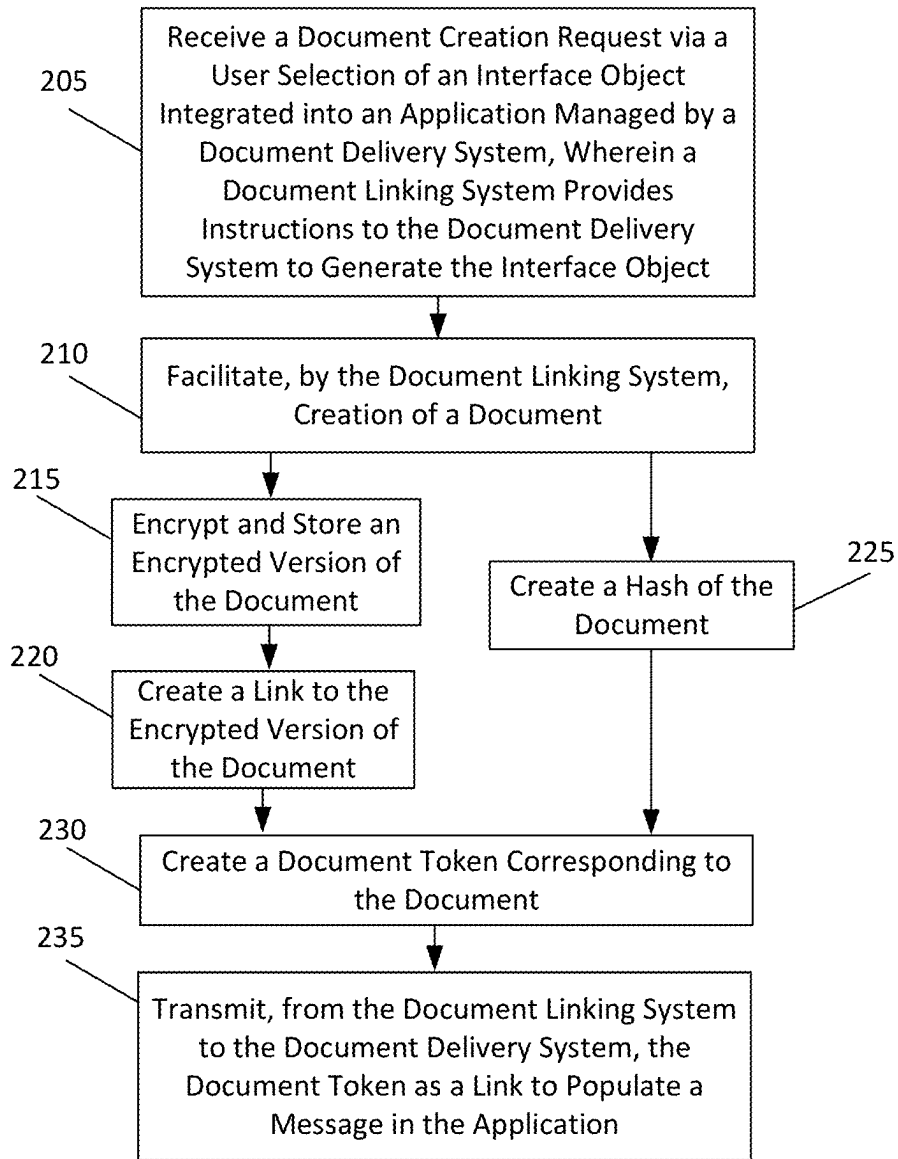 205
Receive a Document Creation Request via a
User Selection of an Interface Object
Integrated into an Application Managed by a
Document Delivery System, Wherein a
Document Linking System Provides
Instructions to the Document Delivery
System to Generate the Interface Object
210
Facilitate, by the Document Linking System,
Creation of a Document
215
Encrypt and Store an
Encrypted Version of
the Document
220
Create a Link to the
Encrypted Version of
the Document
225
Create a Hash of the
Document
230
Create a Document Token Corresponding to
the Document
235
Transmit, from the Document Linking System
to the Document Delivery System, the
Document Token as a Link to Populate a
Message in the Application